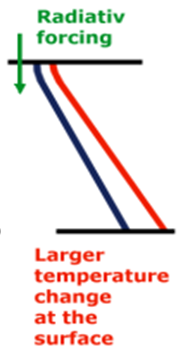 Radiativ
forcing
Larger
temperature
change
at the
surface